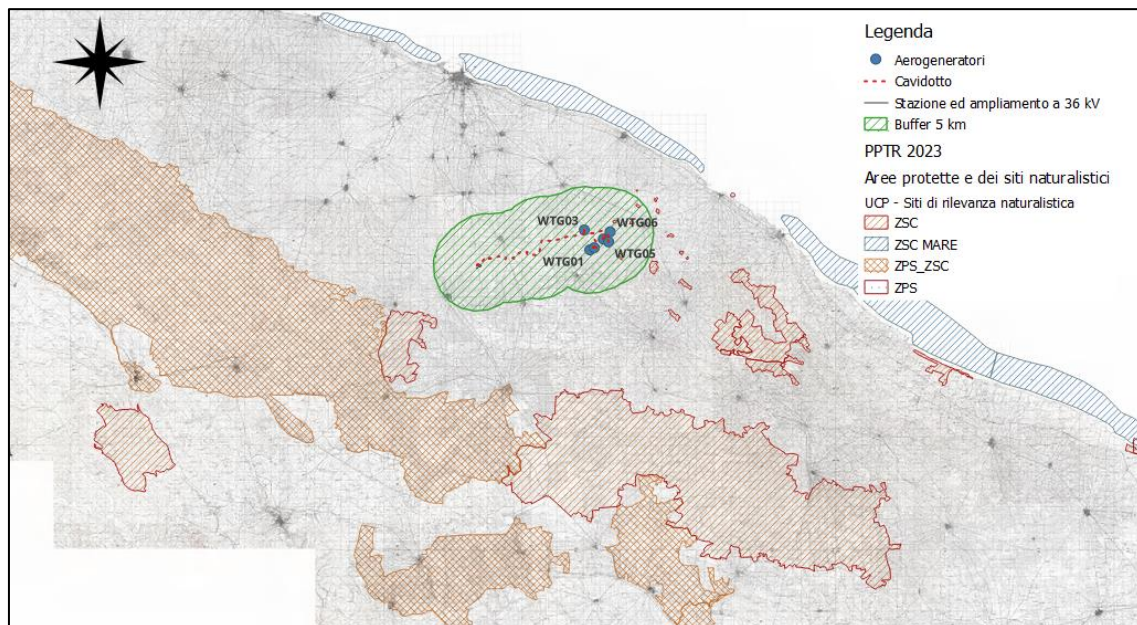 Legenda
Aerogeneratori
Cavidotto
Stazione ed ampliamento a 36 kV
Buffer 5 km
PPTR 2023
Aree protette e dei siti naturalistici
UCP - Siti di rilevanza naturalistica
ZSC
ZSC MARE
ZPS_ZSC
ZPS
WTG03
WTG06
WTG01
WTG05